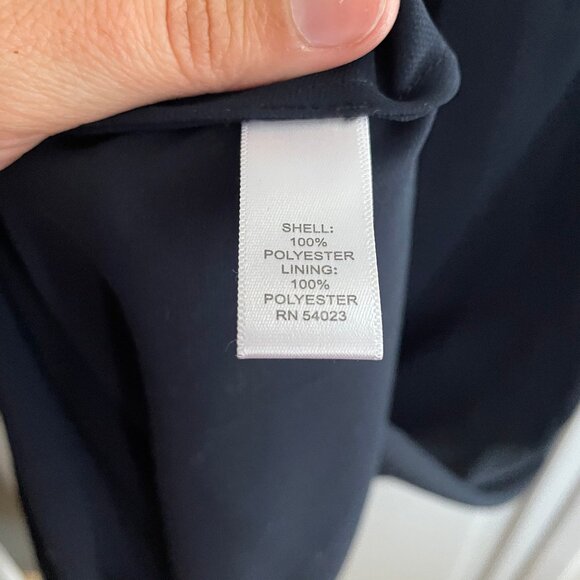 SHELL:
100%
POLYESTER
LINING:
100%
POLYESTER
RN 54023